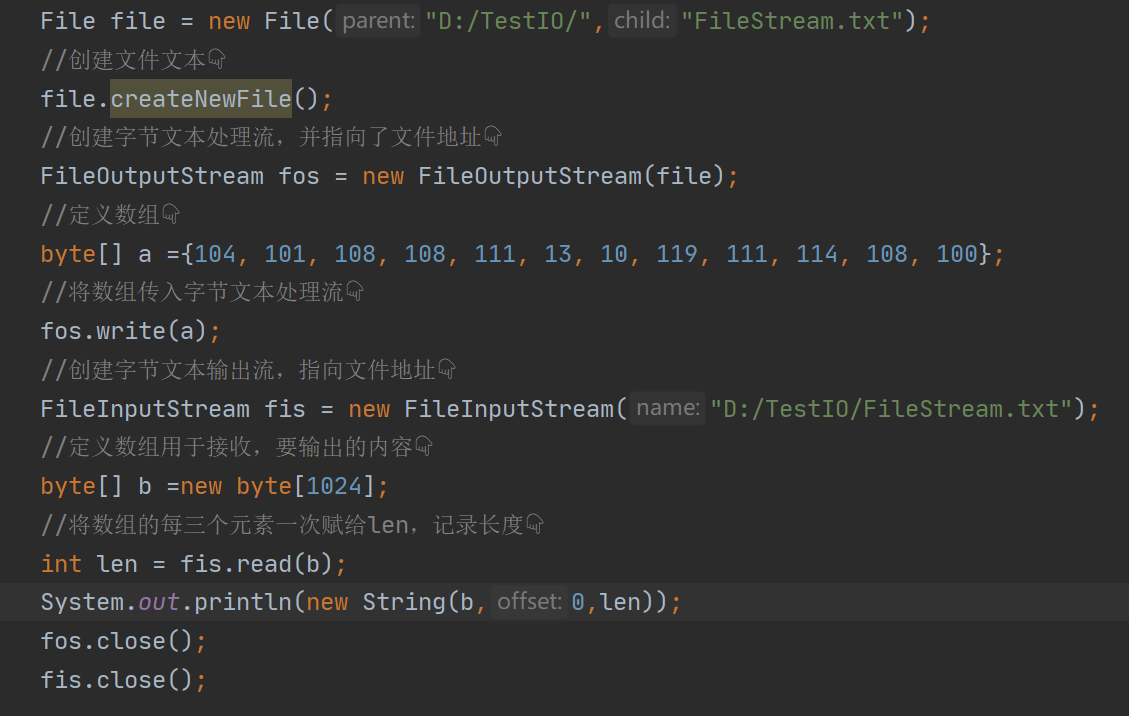 File file = new File( parent: "D:/TestIO/", child: "FileStream.txt");
//创建文件文本👇
file.createNewFile();
//创建字节文本处理流，并指向了文件地址👇
FileOutputStream fos = new FileOutputStream(file);
//定义数组👇
byte[] a ={104, 101, 108, 108, 111, 13, 10, 119, 111, 114, 108, 100};
//将数组传入字节文本处理流👇
fos.write(a);
//创建字节文本输出流，指向文件地址👇
FileInputStream fis = new FileInputStream( name: "D:/TestIO/FileStream.txt");
//定义数组用于接收，要输出的内容👇
byte[] b =new byte[1024];
//将数组的每三个元素一次赋给len，记录长度👇
int len = fis.read(b);
System.out.println(new String(b, offset: 0,len));
fos.close();
fis.close();